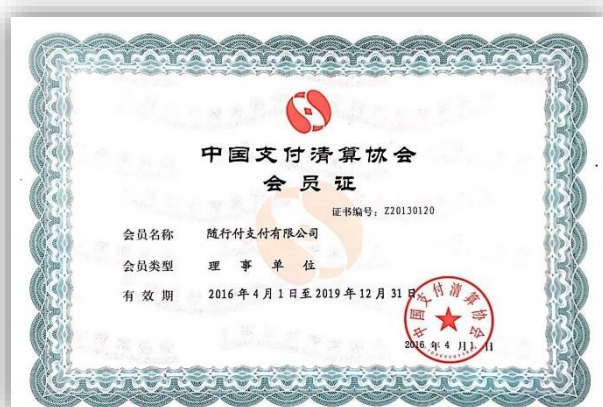 中国支付清算协会
会员证
证书编号：Z20130120
会员名称 随行付支付有限公司
会员类型 理事单位
有效期 2016年4月1日至2019年12月31日
中国支付清算协会
2016年4月1日